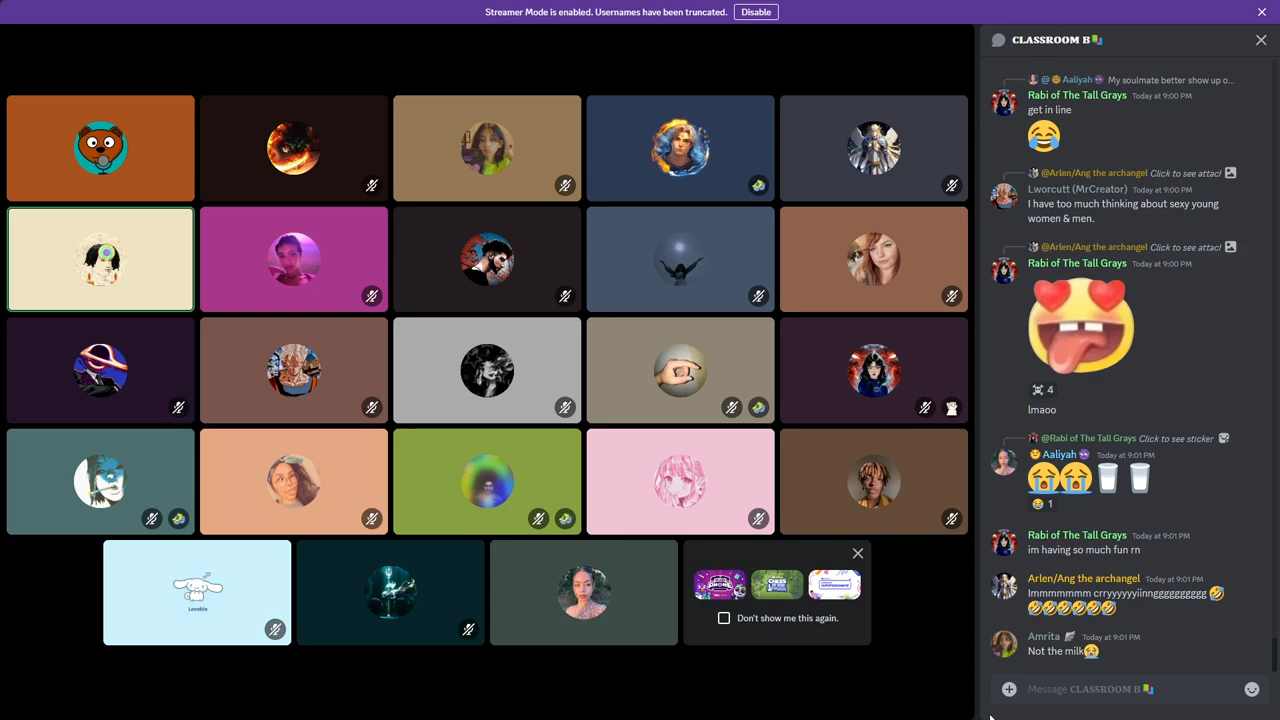 Streamer Mode is enabled. Usernames have been truncated. Disable
CLASSROOM B
@ Aaliyah My soulmate better show up o...
Rabi of The Tall Grays Today at 9:00 PM
get in line
@Arlen/Ang the archangel Click to see attac
Lworcutt (MrCreator) Today at 9:00 PM
I have too much thinking about sexy young
women & men.
@Arlen/Ang the archangel Click to see attac
Rabi of The Tall Grays Today at 9:00 PM
4
lmaoo
@Rabi of The Tall Grays Click to see sticker
Aaliyah Today at 9:01 PM
😭😭🥛 🥛
😂 1
Rabi of The Tall Grays Today at 9:01 PM
im having so much fun rn
Arlen/Ang the archangel Today at 9:01 PM
Immmmmmm crryyyyyyiinngggggggggg 🤣
🤣🤣🤣🤣🤣🤣
Amrita Today at 9:01 PM
Not the milk😭
Message CLASSROOM B
Lovable
CHESS
whiteboard
Don't show me this again.